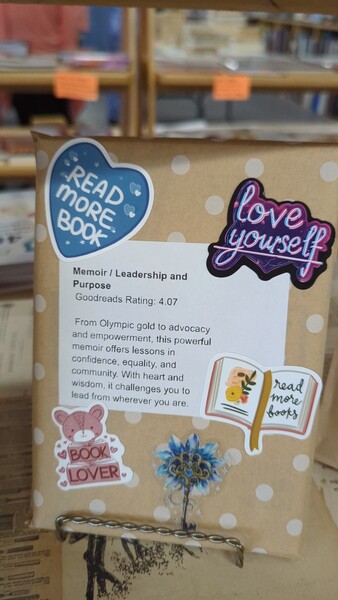 READ
MORE
BOOK
love
yourself
Memoir / Leadership and
Purpose
Goodreads Rating: 4.07
From Olympic gold to advocacy
and empowerment, this powerful
memoir offers lessons in
confidence, equality, and
community. With heart and
wisdom, it challenges you to
lead from wherever you are.
read
more
books
BOOK
LOVER